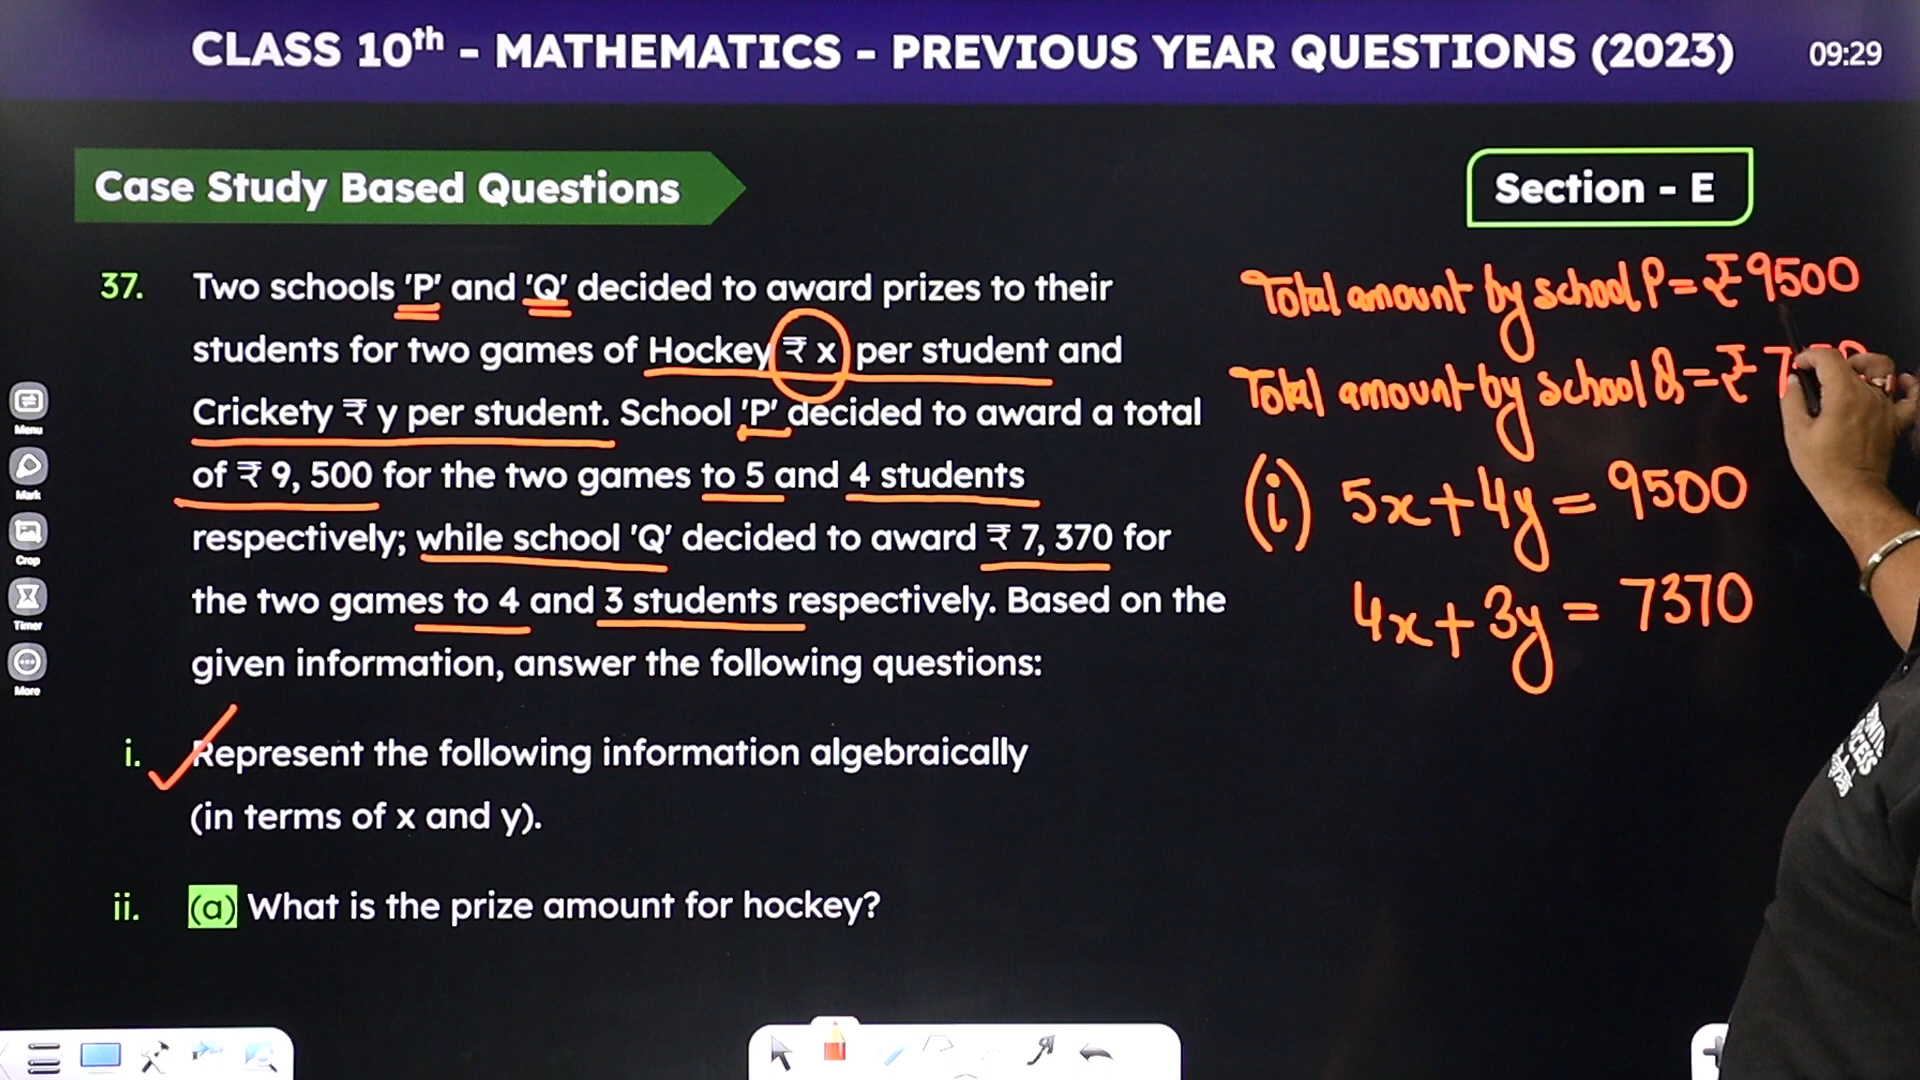 CLASS 10th - MATHEMATICS - PREVIOUS YEAR QUESTIONS (2023)
09:29
Case Study Based Questions
Section - E
37. Two schools 'P' and 'Q' decided to award prizes to their
students for two games of Hockey ₹ x per student and
Crickety ₹ y per student. School 'P' decided to award a total
of ₹ 9, 500 for the two games to 5 and 4 students
respectively; while school 'Q' decided to award ₹ 7, 370 for
the two games to 4 and 3 students respectively. Based on the
given information, answer the following questions:
i. Represent the following information algebraically
(in terms of x and y).
ii. (a) What is the prize amount for hockey?
Total amount by school P = ₹ 9500
Total amount by school Q = ₹
(i) 5x + 4y = 9500
4x + 3y = 7370
Menu
Mark
Crop
Timer
More